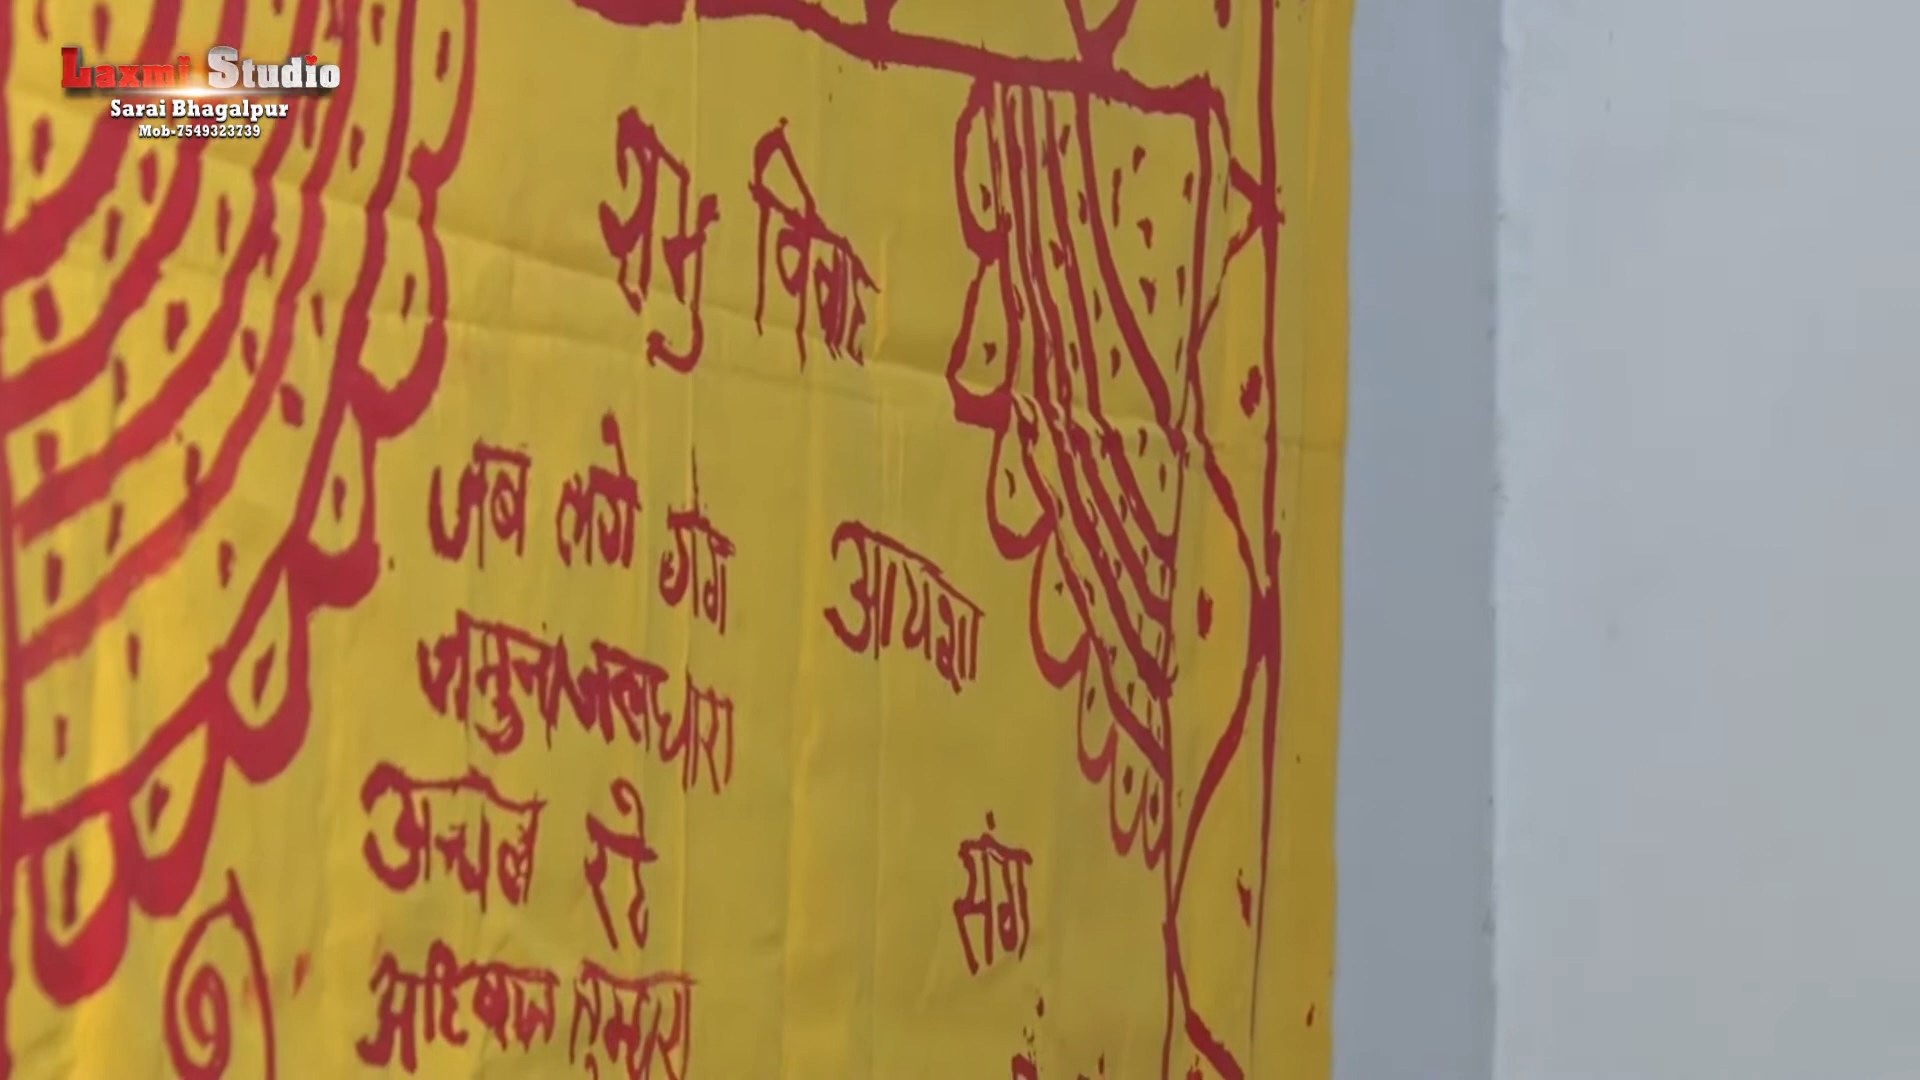 Laxmi Studio
Sarai Bhagalpur
Mob-7549323739
शुभ विवाह
जब लगे गंग
जमुना जलधारा
अचल रहे
अहिवात तुम्हारा
आयशा
संग